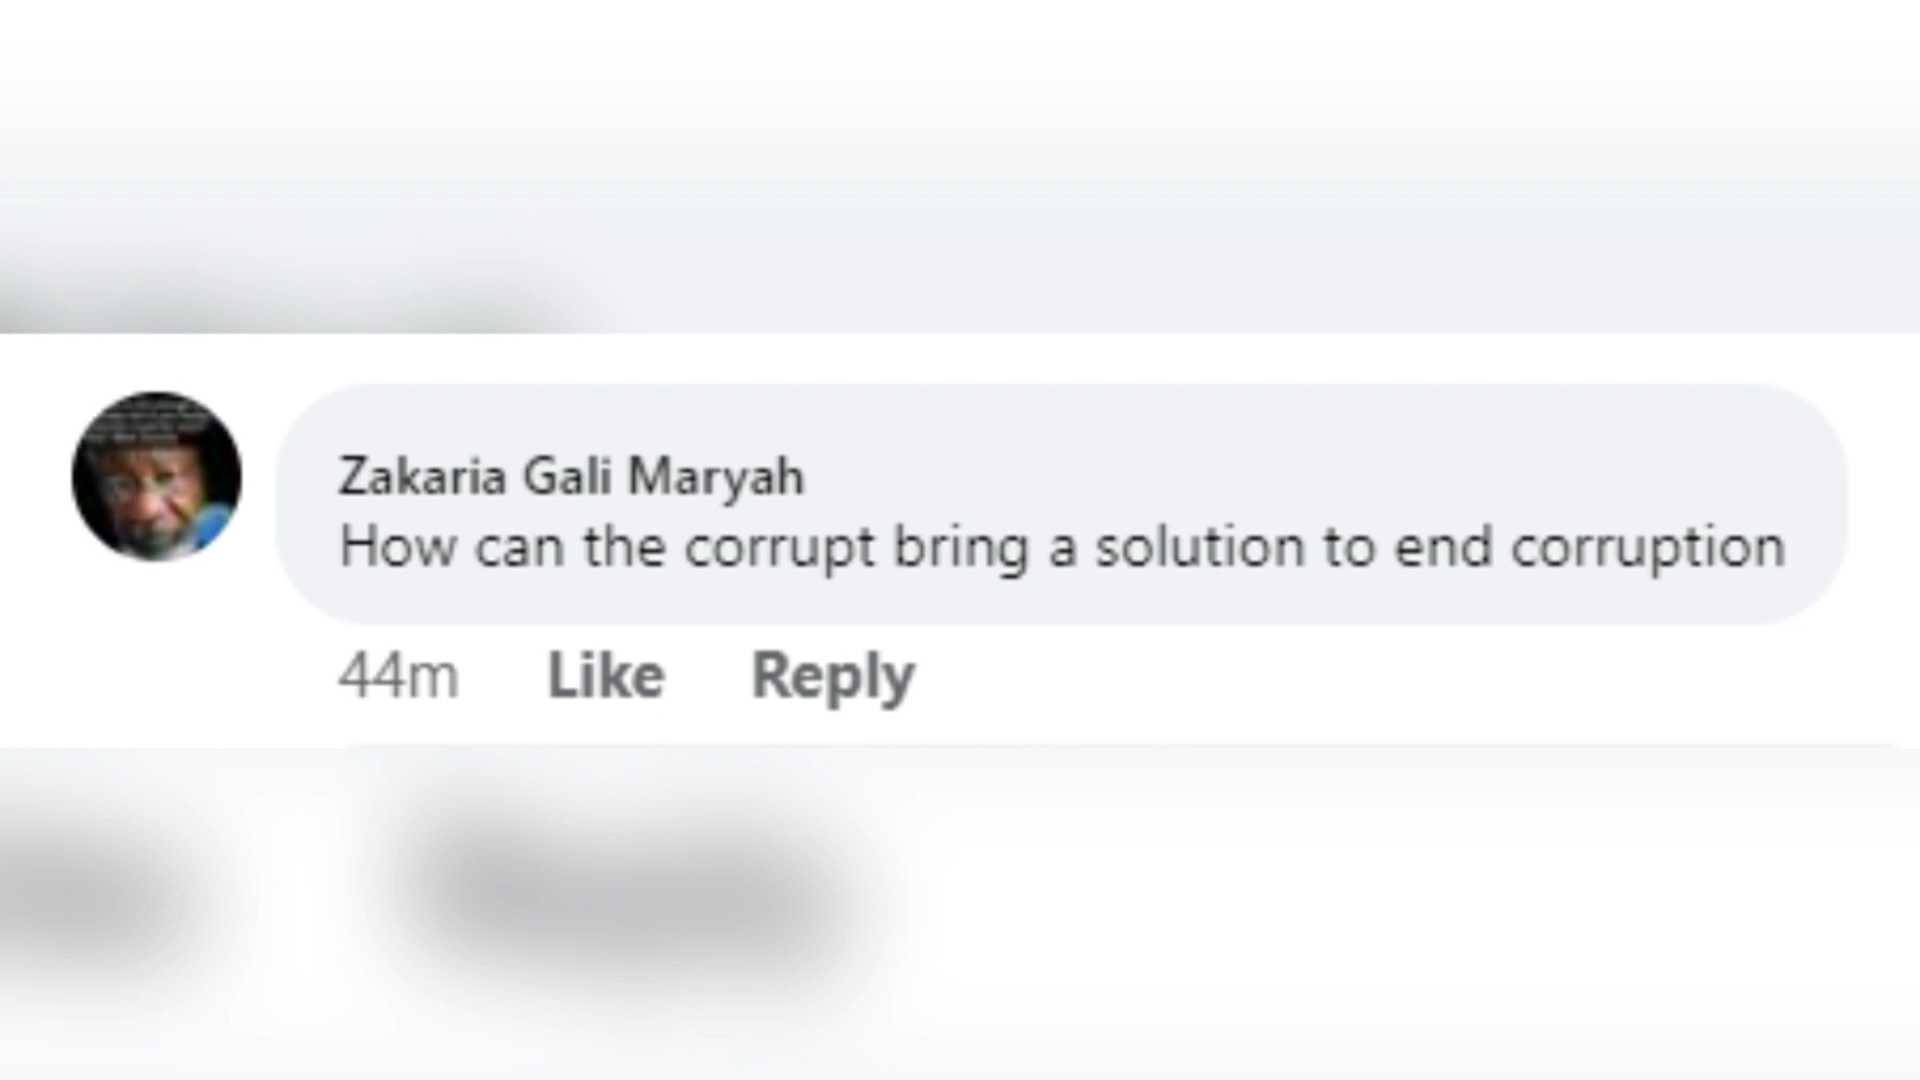 Zakaria Gali Maryah
How can the corrupt bring a solution to end corruption
44m Like Reply